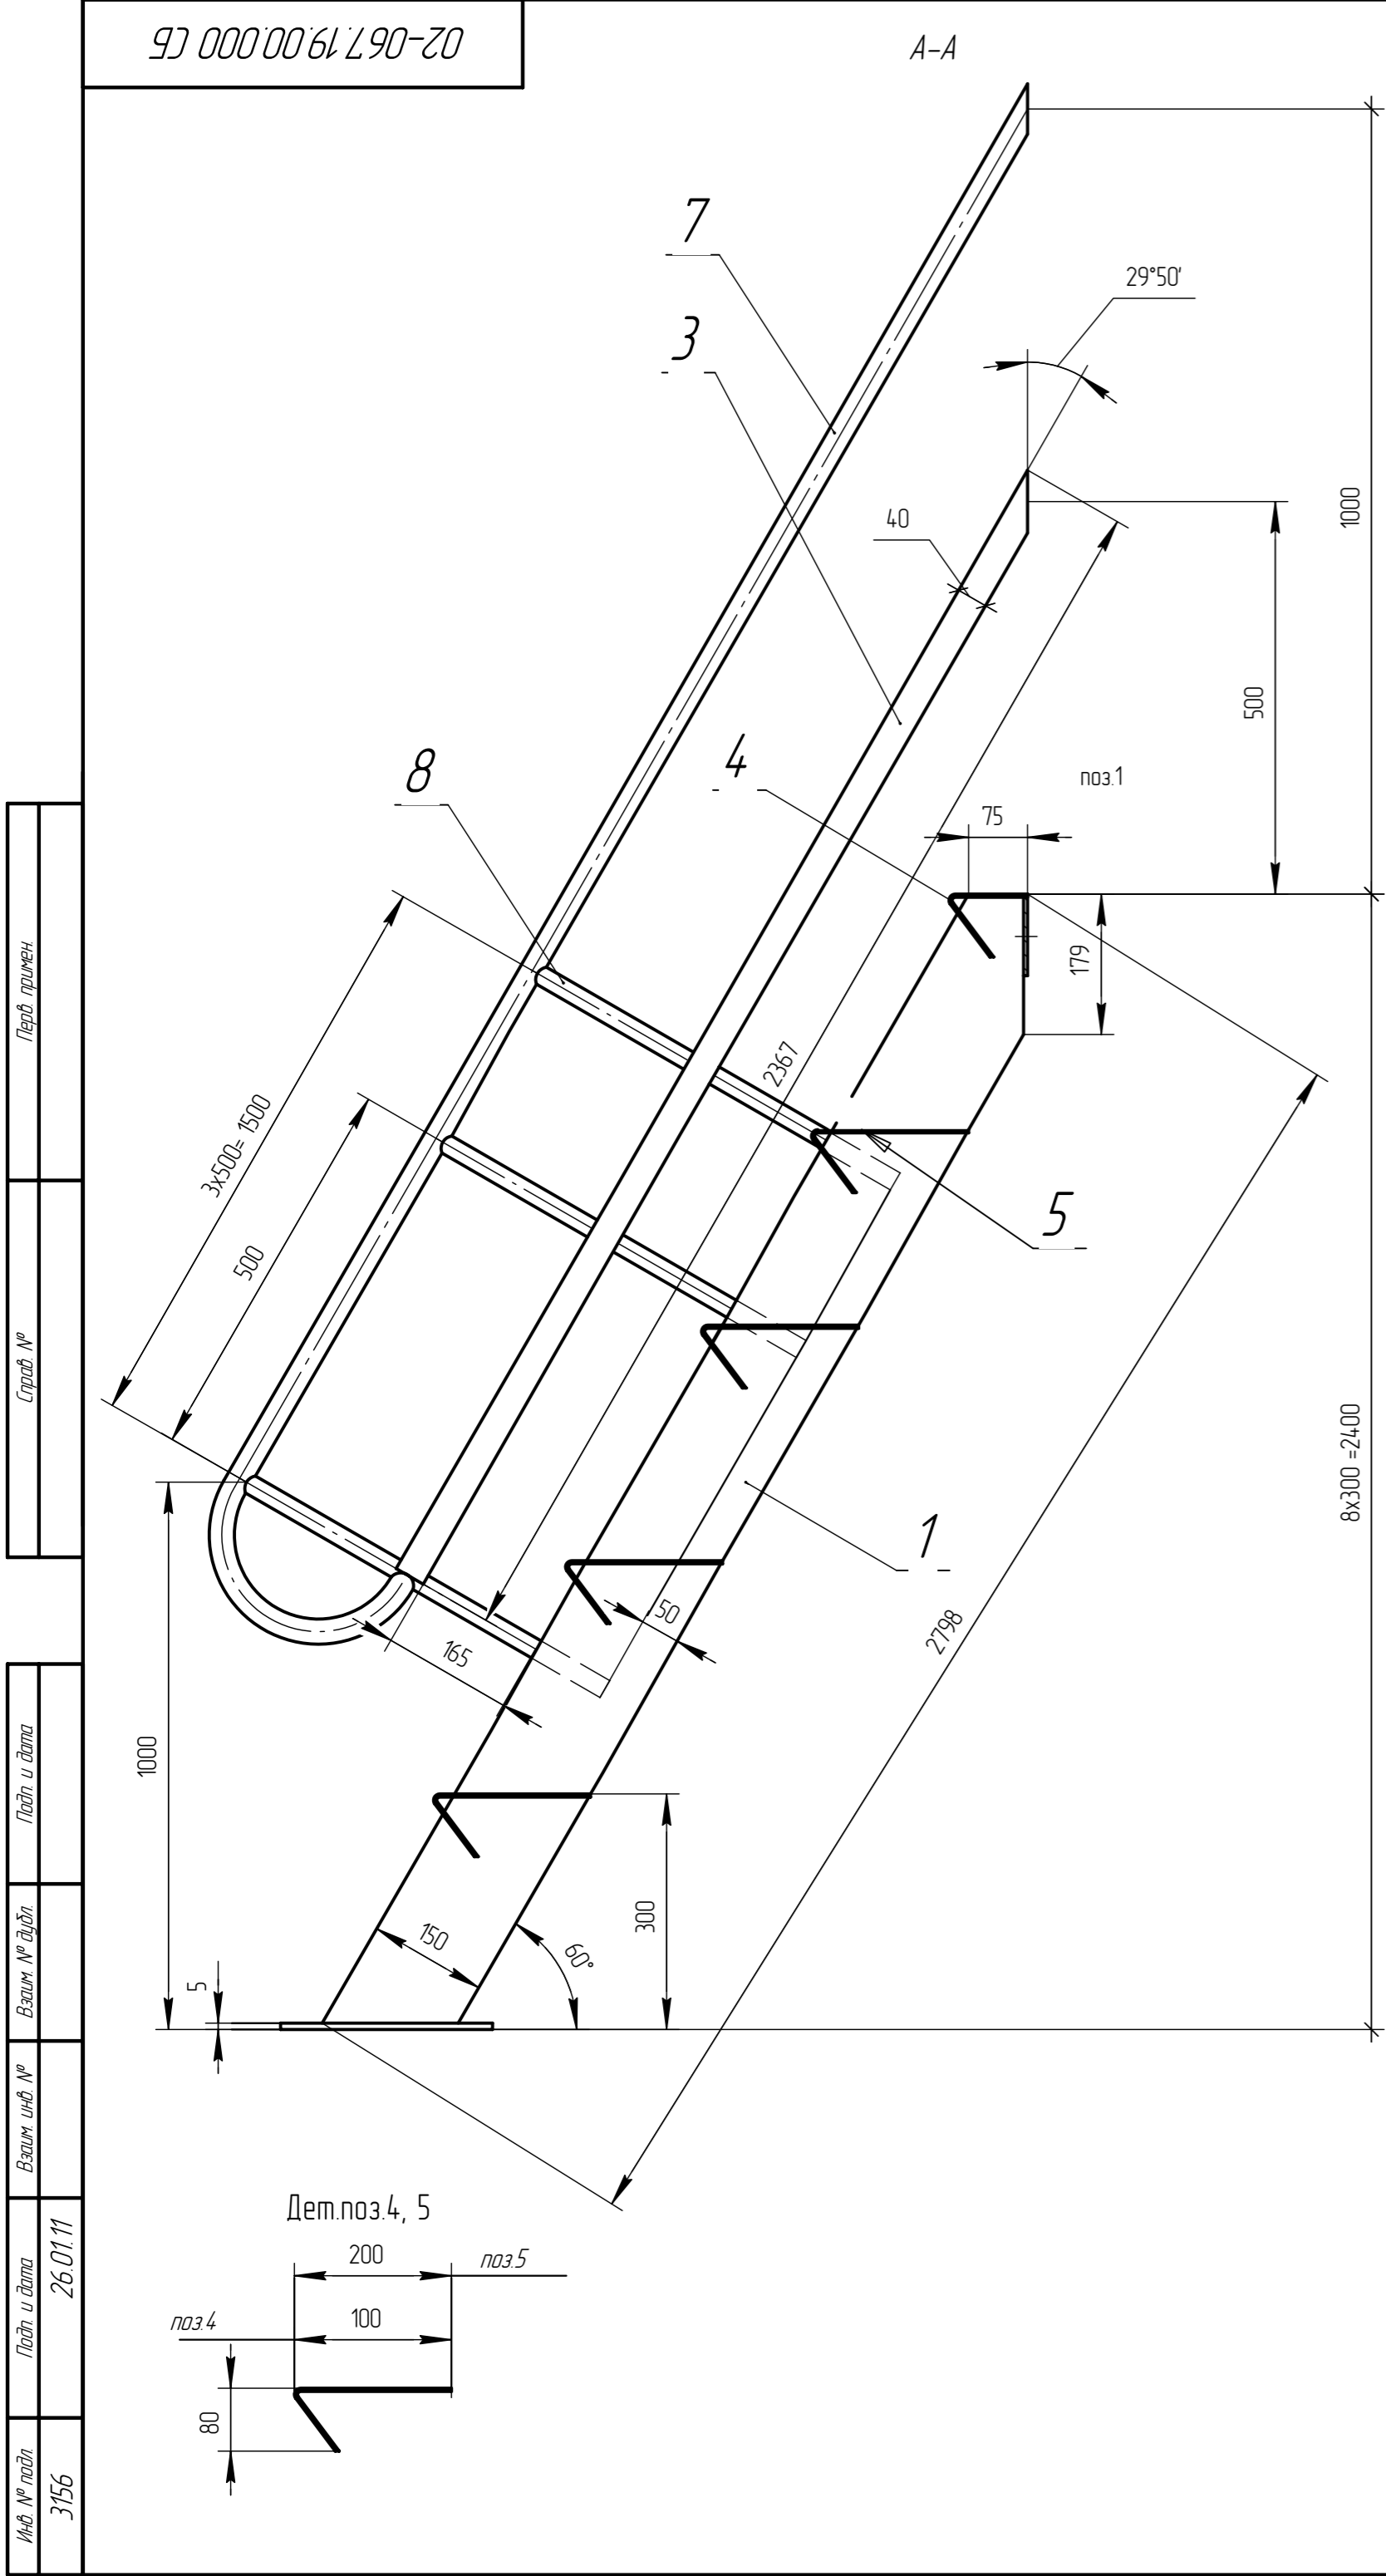 02-067.19.00.000 СБ
А-А
7
29°50'
3
40
1000
500
8
4
поз.1
75
179
2367
3х500= 1500
500
5
8х300 =2400
1
2798
50
165
1000
300
150
60°
5
Дет.поз.4, 5
200
поз.5
поз.4
100
80
Перв. примен.
Справ. №
Подп. и дата
Взаим. № дубл.
Взаим. инв. №
Подп. и дата
26.01.11
Инв. № подл.
3156